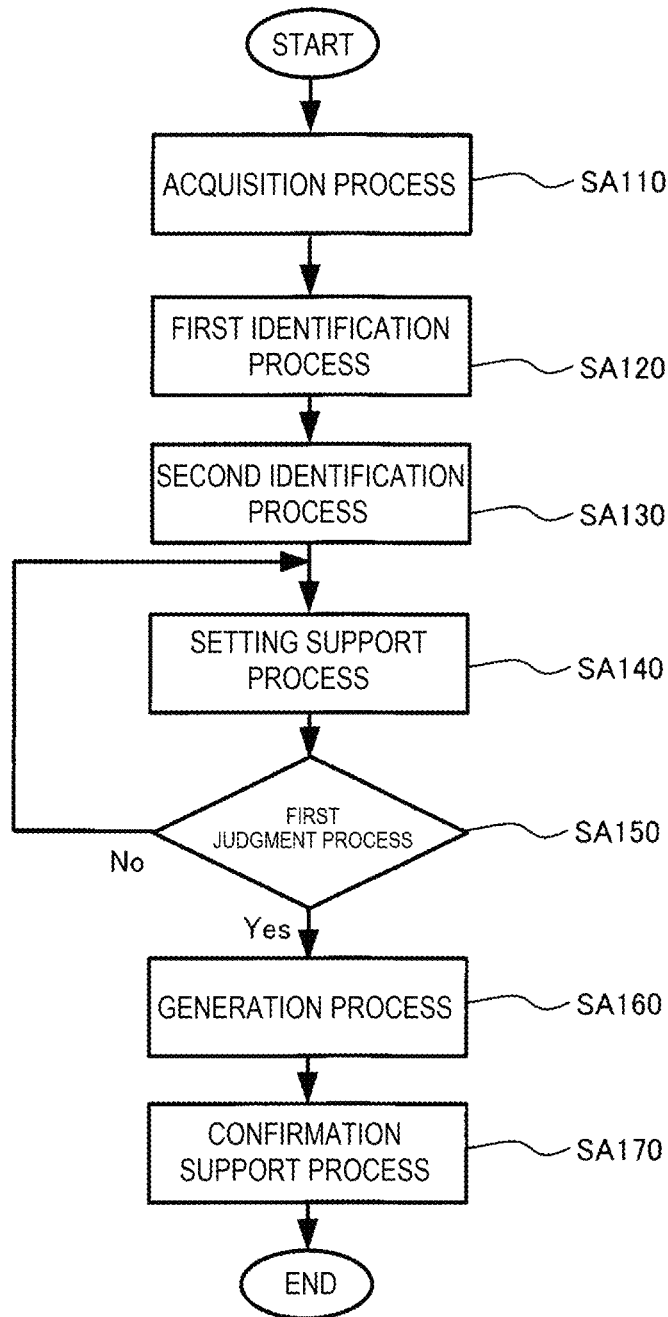 START
ACQUISITION PROCESS
SA110
FIRST IDENTIFICATION
PROCESS
SA120
SECOND IDENTIFICATION
PROCESS
SA130
SETTING SUPPORT
PROCESS
SA140
FIRST
JUDGMENT PROCESS
SA150
No
Yes
GENERATION PROCESS
SA160
CONFIRMATION
SUPPORT PROCESS
SA170
END